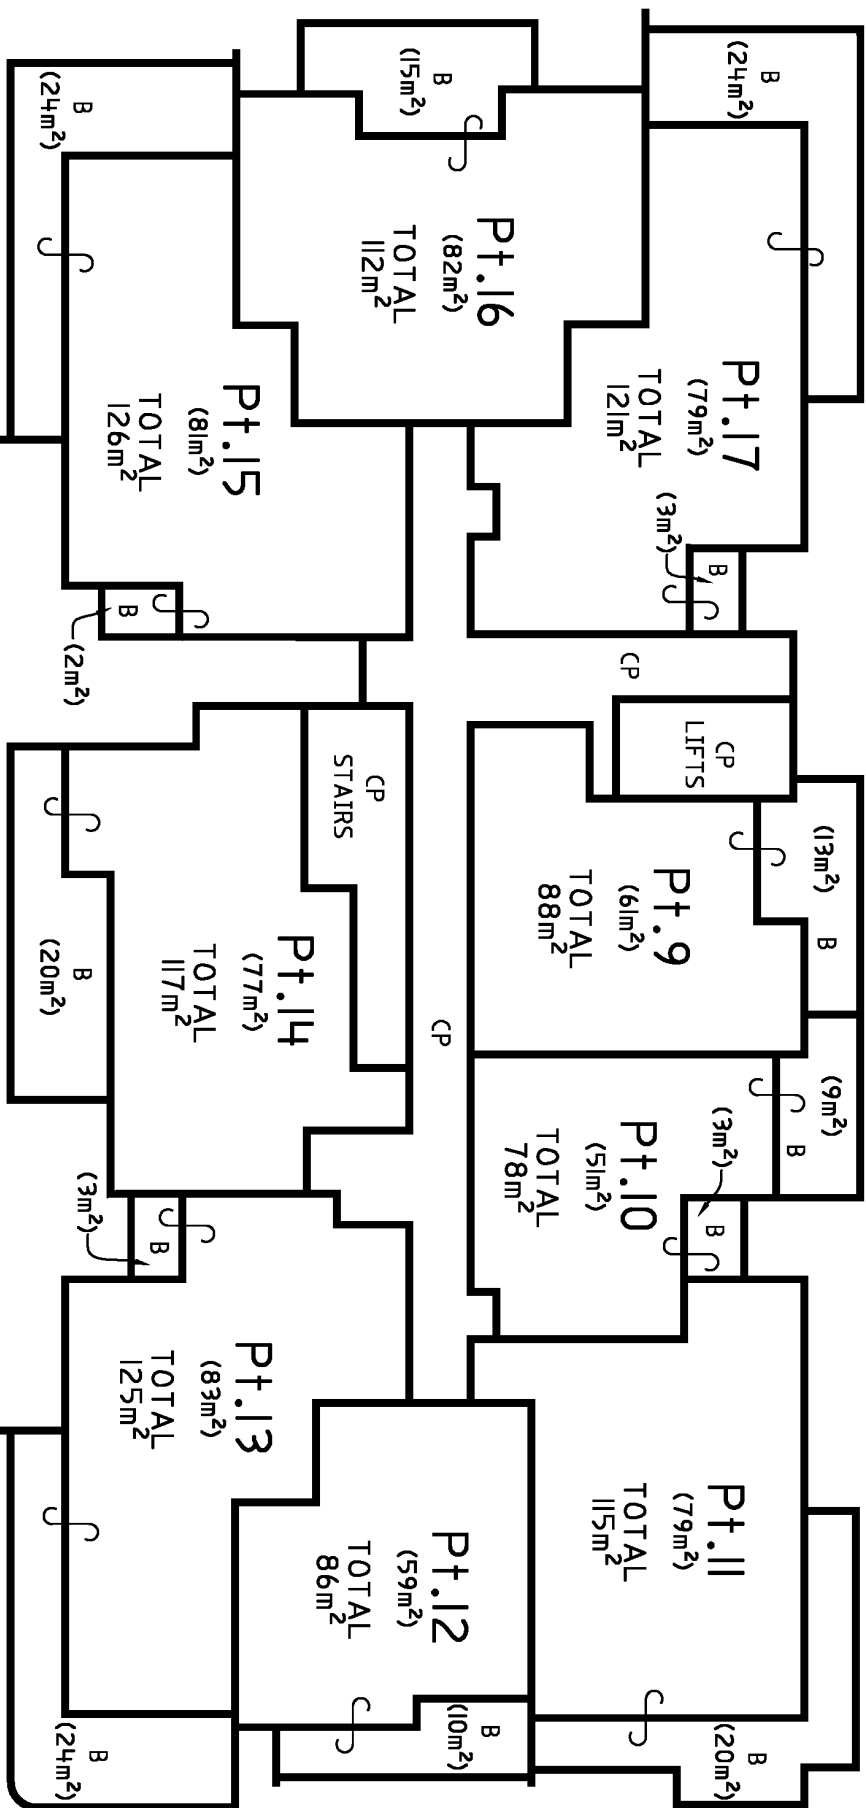 B
(24m²)
Pt.17
(79m²)
TOTAL
121m²
(3m²)
B
B
(15m²)
Pt.16
(82m²)
TOTAL
112m²
B
(24m²)
Pt.15
(81m²)
TOTAL
126m²
B
(2m²)
CP
CP
LIFTS
CP
STAIRS
CP
(13m²)
B
Pt.9
(61m²)
TOTAL
88m²
(9m²)
B
Pt.10
(51m²)
TOTAL
78m²
(3m²)
B
Pt.14
(77m²)
TOTAL
117m²
B
(20m²)
(3m²)
B
Pt.13
(83m²)
TOTAL
125m²
B
(24m²)
Pt.12
(59m²)
TOTAL
86m²
B
(10m²)
Pt.11
(79m²)
TOTAL
115m²
B
(20m²)